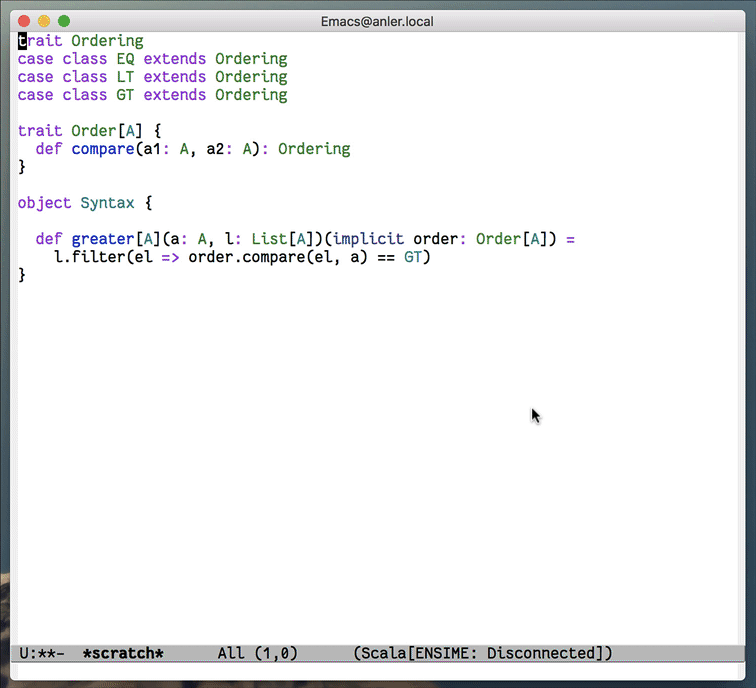 Emacs@anler.local
trait Ordering
case class EQ extends Ordering
case class LT extends Ordering
case class GT extends Ordering

trait Order[A] {
  def compare(a1: A, a2: A): Ordering
}

object Syntax {

  def greater[A](a: A, l: List[A])(implicit order: Order[A]) =
    l.filter(el => order.compare(el, a) == GT)
}
U:**-  *scratch*      All (1,0)      (Scala[ENSIME: Disconnected])